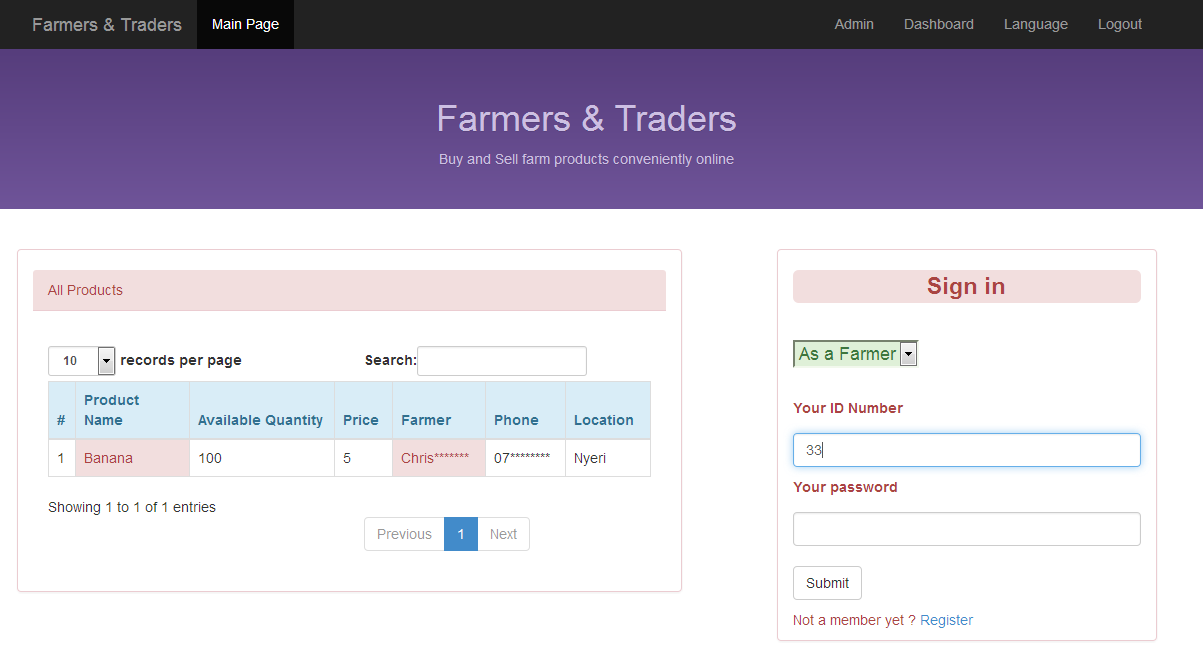 Farmers & Traders Main Page Admin Dashboard Language Logout
Farmers & Traders
Buy and Sell farm products conveniently online
All Products
10 records per page Search:
# Product Name Available Quantity Price Farmer Phone Location
1 Banana 100 5 Chris******* 07******** Nyeri
Showing 1 to 1 of 1 entries
Previous 1 Next
Sign in
As a Farmer
Your ID Number
33
Your password
Submit
Not a member yet ? Register